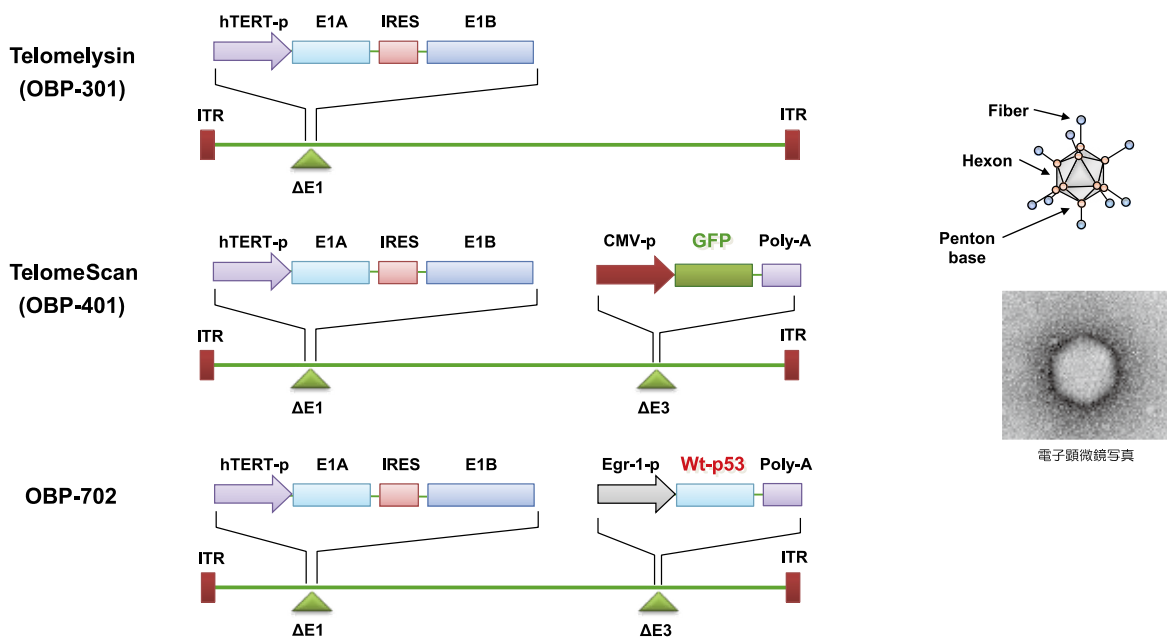 hTERT-p E1A IRES E1B
Telomelysin
(OBP-301)
ITR ITR
ΔE1
hTERT-p E1A IRES E1B CMV-p GFP Poly-A
TelomeScan
(OBP-401)
ITR ITR
ΔE1 ΔE3
hTERT-p E1A IRES E1B Egr-1-p Wt-p53 Poly-A
OBP-702
ITR ITR
ΔE1 ΔE3
Fiber
Hexon
Penton
base
電子顕微鏡写真